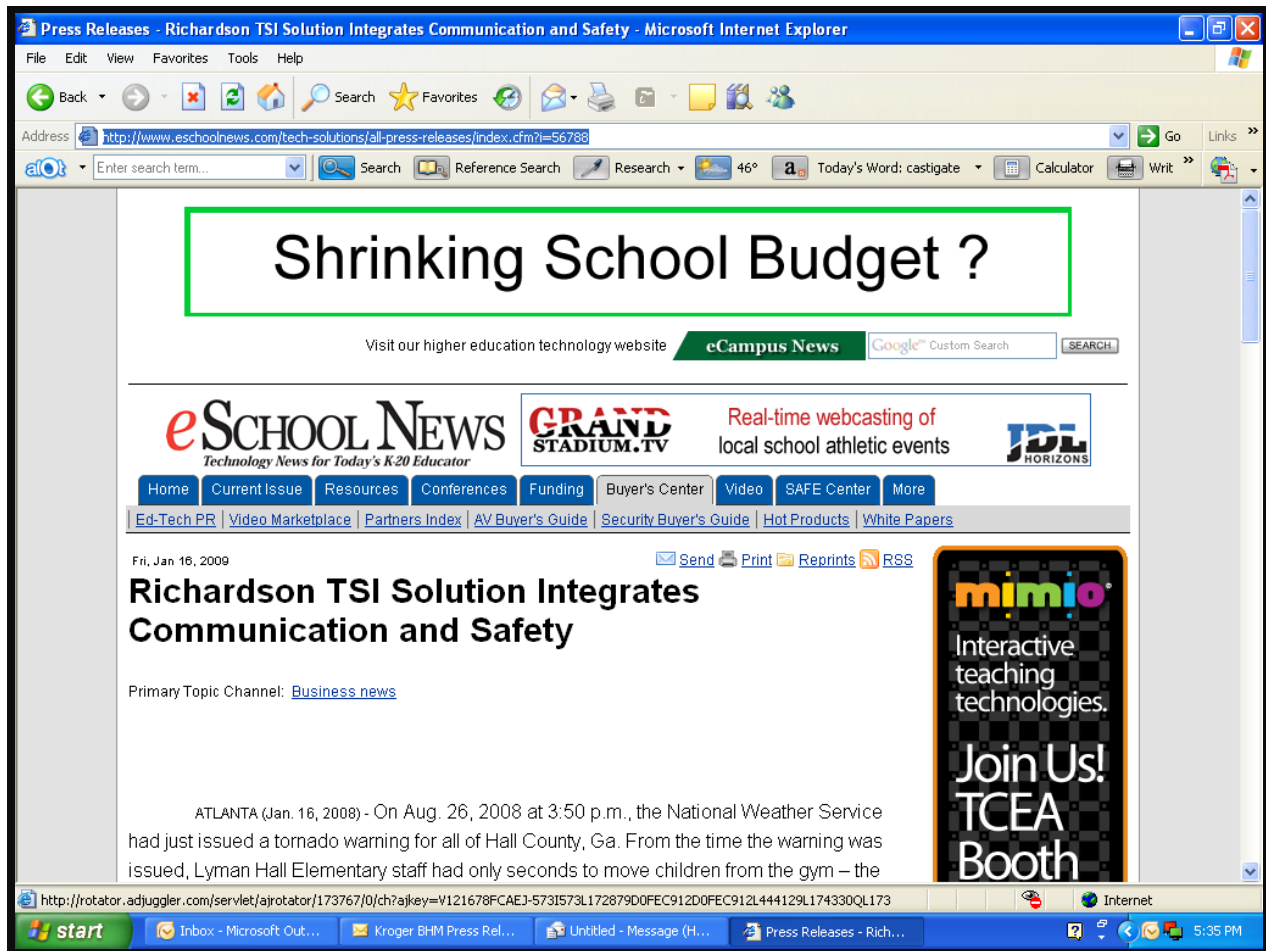 Press Releases - Richardson TSI Solution Integrates Communication and Safety - Microsoft Internet Explorer
File Edit View Favorites Tools Help
Back Search Favorites
Address http://www.eschoolnews.com/tech-solutions/all-press-releases/index.cfm?i=56788 Go Links »
Enter search term... Search Reference Search Research 46° a Today's Word: castigate Calculator Writ »
Shrinking School Budget ?
Visit our higher education technology website eCampus News Google™ Custom Search SEARCH
eSCHOOL NEWS
Technology News for Today's K-20 Educator
GRAND STADIUM.TV
Real-time webcasting of
local school athletic events
JDL HORIZONS
Home Current Issue Resources Conferences Funding Buyer's Center Video SAFE Center More
Ed-Tech PR | Video Marketplace | Partners Index | AV Buyer's Guide | Security Buyer's Guide | Hot Products | White Papers
Fri, Jan 16, 2009 Send Print Reprints RSS
Richardson TSI Solution Integrates
Communication and Safety
Primary Topic Channel: Business news
ATLANTA (Jan. 16, 2008) - On Aug. 26, 2008 at 3:50 p.m., the National Weather Service
had just issued a tornado warning for all of Hall County, Ga. From the time the warning was
issued, Lyman Hall Elementary staff had only seconds to move children from the gym – the
mimio®
Interactive
teaching
technologies.
Join Us!
TCEA
Booth
http://rotator.adjuggler.com/servlet/ajrotator/173767/0/ch?ajkey=V121678FCAEJ-573I573L172879D0FEC912D0FEC912L444129L174330QL173 Internet
start Inbox - Microsoft Out... Kroger BHM Press Rel... Untitled - Message (H... Press Releases - Rich... 5:35 PM